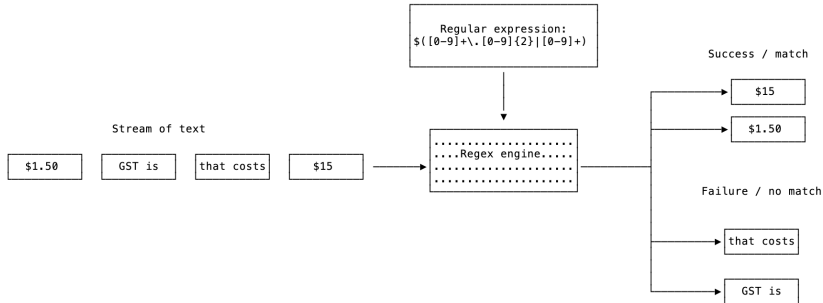 Regular expression:
$([0-9]+\.[0-9]{2}|[0-9]+)
Success / match
$15
$1.50
Stream of text
$1.50
GST is
that costs
$15
.....................
....Regex engine.....
.....................
.....................
Failure / no match
that costs
GST is